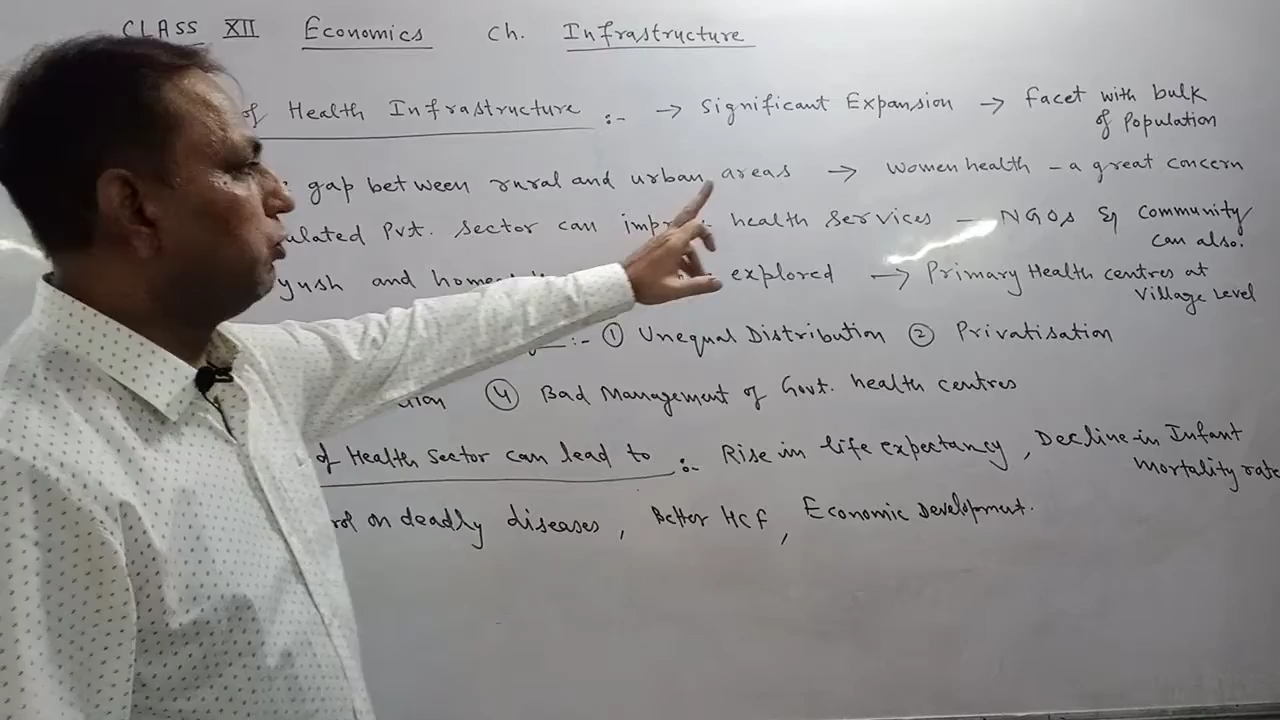 CLASS XII Economics Ch. Infrastructure
of Health Infrastructure :- → Significant Expansion → facet with bulk
of Population
gap between rural and urban areas → Women health - a great concern
ulated Pvt. Sector can health services - NGOs & Community
can also.
yush and explored → Primary Health centres at
Village Level
:- ① Unequal Distribution ② Privatisation
④ Bad Management of Govt. health centres
of Health Sector can lead to :- Rise in life expectancy, Decline in Infant
Mortality rate
on deadly diseases, Better HCF, Economic Development.